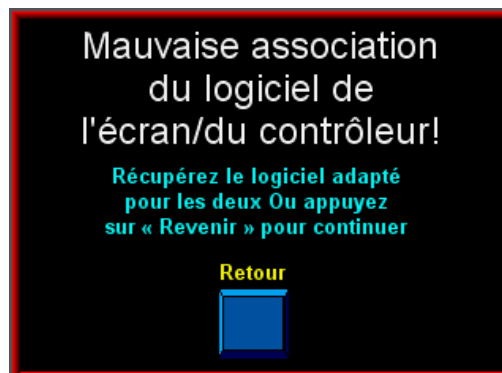 Mauvaise association
du logiciel de
l'écran/du contrôleur!
Récupérez le logiciel adapté
pour les deux Ou appuyez
sur « Revenir » pour continuer
Retour